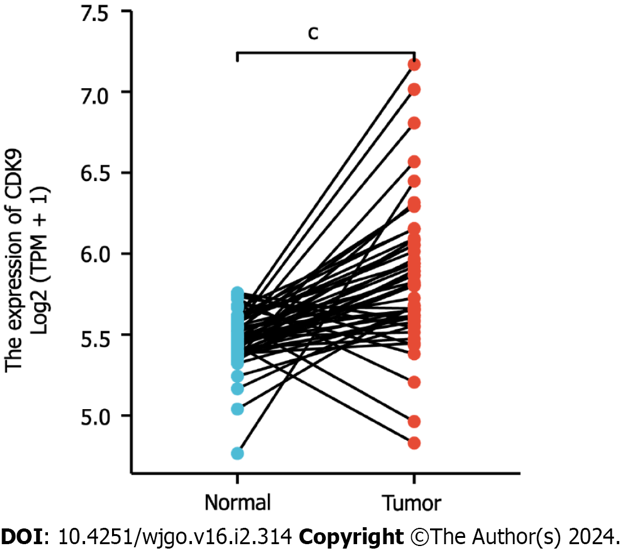 7.5
c
7.0
6.5
6.0
5.5
5.0
The expression of CDK9
Log2 (TPM + 1)
Normal
Tumor
DOI: 10.4251/wjgo.v16.i2.314 Copyright ©The Author(s) 2024.